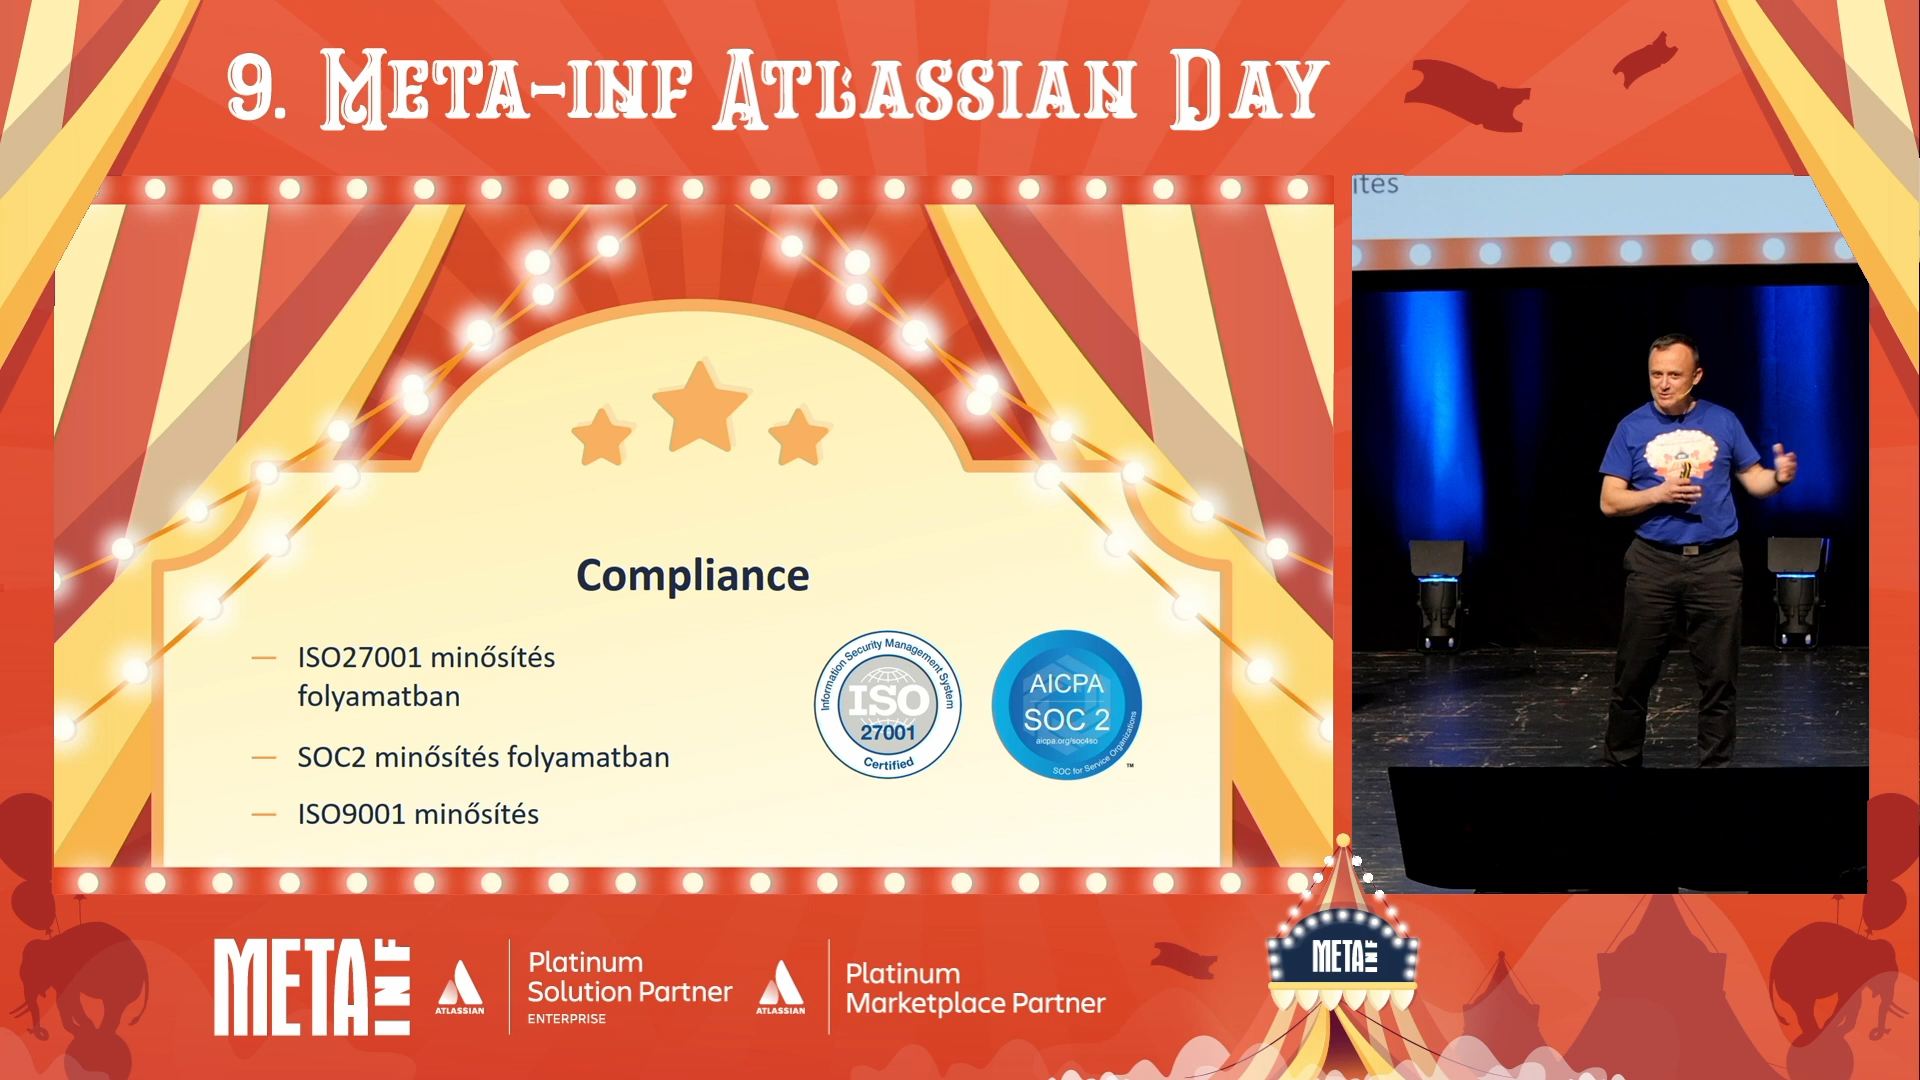 9. META-INF ATLASSIAN DAY
ités
Compliance
— ISO27001 minősítés
folyamatban
— SOC2 minősítés folyamatban
— ISO9001 minősítés
Information Security Management System
ISO
27001
Certified
AICPA
SOC 2
aicpa.org/soc4so
SOC for Service Organizations
™
META INF
ATLASSIAN
Platinum
Solution Partner
ENTERPRISE
ATLASSIAN
Platinum
Marketplace Partner
META INF